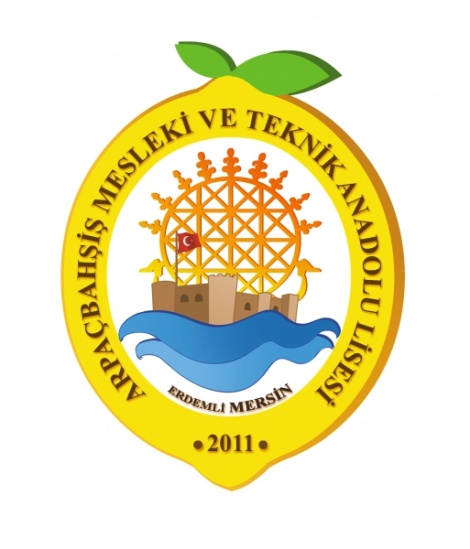 ARPAÇBAHŞİŞ MESLEKİ VE TEKNİK ANADOLU LİSESİ
ERDEMLİ MERSİN
•2011•